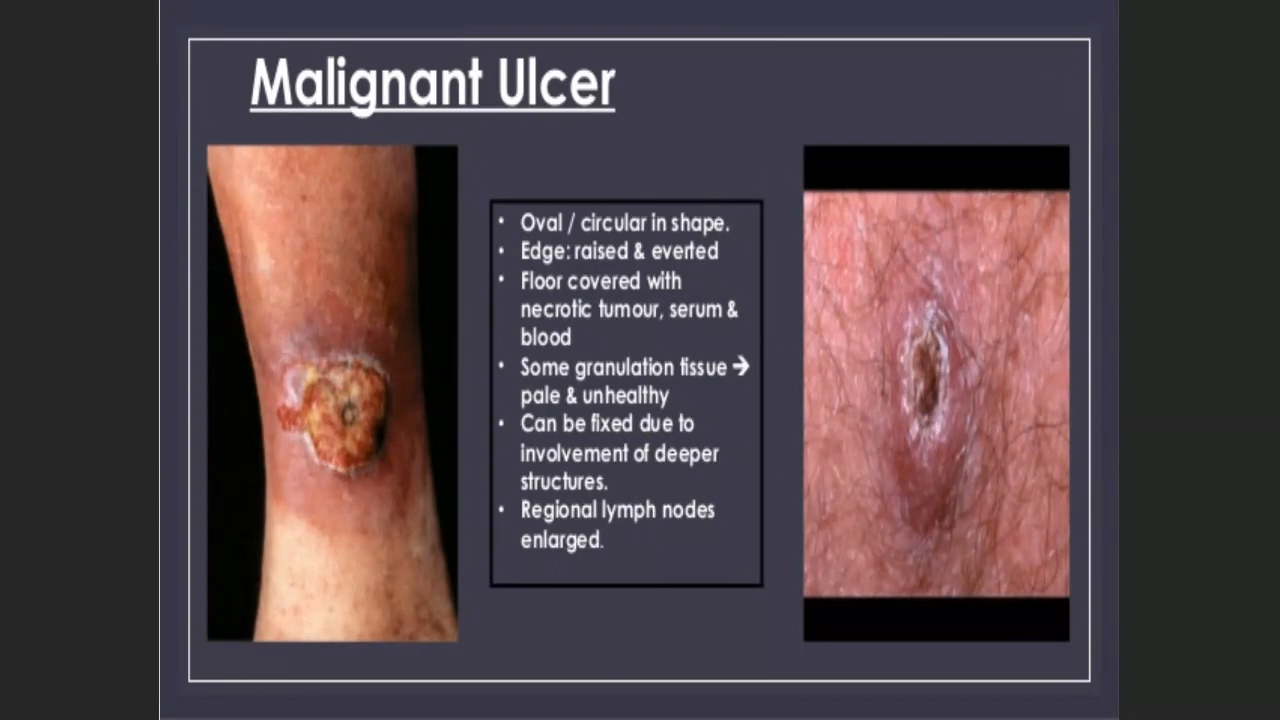 Malignant Ulcer
• Oval / circular in shape.
• Edge: raised & everted
• Floor covered with
necrotic tumour, serum &
blood
• Some granulation tissue →
pale & unhealthy
• Can be fixed due to
involvement of deeper
structures.
• Regional lymph nodes
enlarged.